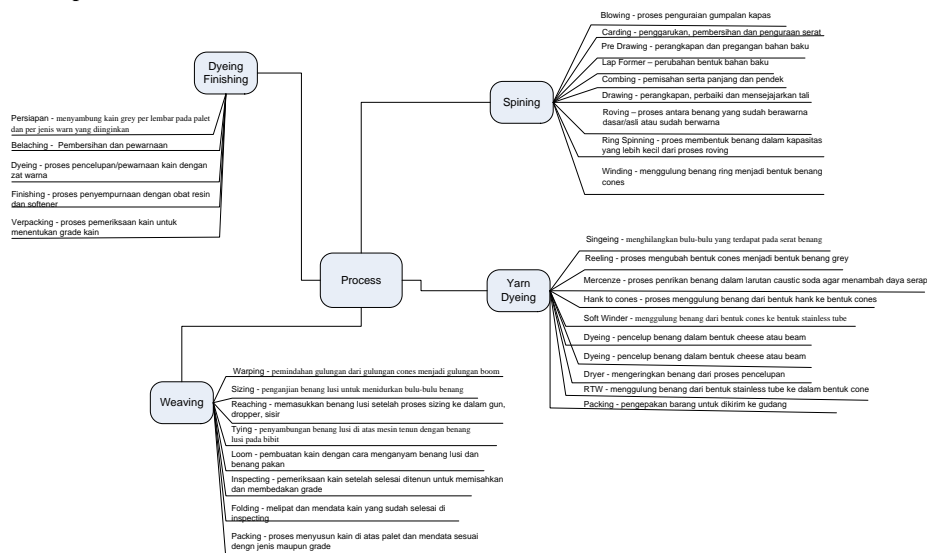 Dyeing
Finishing
Persiapan - menyambung kain grey per lembar pada palet
dan per jenis warn yang diinginkan
Belaching - Pembersihan dan pewarnaan
Dyeing - proses pencelupan/pewarnaan kain dengan
zat warna
Finishing - proses penyempurnaan dengan obat resin
dan softener
Verpacking - proses pemeriksaan kain untuk
menentukan grade kain
Spining
Blowing - proses penguraian gumpalan kapas
Carding - penggarukan, pembersihan dan penguraan serat
Pre Drawing - perangkapan dan pregangan bahan baku
Lap Former – perubahan bentuk bahan baku
Combing - pemisahan serta panjang dan pendek
Drawing - perangkapan, perbaiki dan mensejajarkan tali
Roving – proses antara benang yang sudah berawarna
dasar/asli atau sudah berwarna
Ring Spinning - proes membentuk benang dalam kapasitas
yang lebih kecil dari proses roving
Winding - menggulung benang ring menjadi bentuk benang
cones
Process
Yarn
Dyeing
Singeing - menghilangkan bulu-bulu yang terdapat pada serat benang
Reeling - proses mengubah bentuk cones menjadi bentuk benang grey
Mercenze - proses penrikan benang dalam larutan caustic soda agar menambah daya serap
Hank to cones - proses menggulung benang dari bentuk hank ke bentuk cones
Soft Winder - menggulung benang dari bentuk cones ke bentuk stainless tube
Dyeing - pencelup benang dalam bentuk cheese atau beam
Dyeing - pencelup benang dalam bentuk cheese atau beam
Dryer - mengeringkan benang dari proses pencelupan
RTW - menggulung benang dari bentuk stainless tube ke dalam bentuk cone
Packing - pengepakan barang untuk dikirim ke gudang
Weaving
Warping - pemindahan gulungan dari gulungan cones menjadi gulungan boom
Sizing - penganjian benang lusi untuk menidurkan bulu-bulu benang
Reaching - memasukkan benang lusi setelah proses sizing ke dalam gun,
dropper, sisir
Tying - penyambungan benang lusi di atas mesin tenun dengan benang
lusi pada bibit
Loom - pembuatan kain dengan cara menganyam benang lusi dan
benang pakan
Inspecting - pemeriksaan kain setelah selesai ditenun untuk memisahkan
dan membedakan grade
Folding - melipat dan mendata kain yang sudah selesai di
inspecting
Packing - proses menyusun kain di atas palet dan mendata sesuai
dengn jenis maupun grade